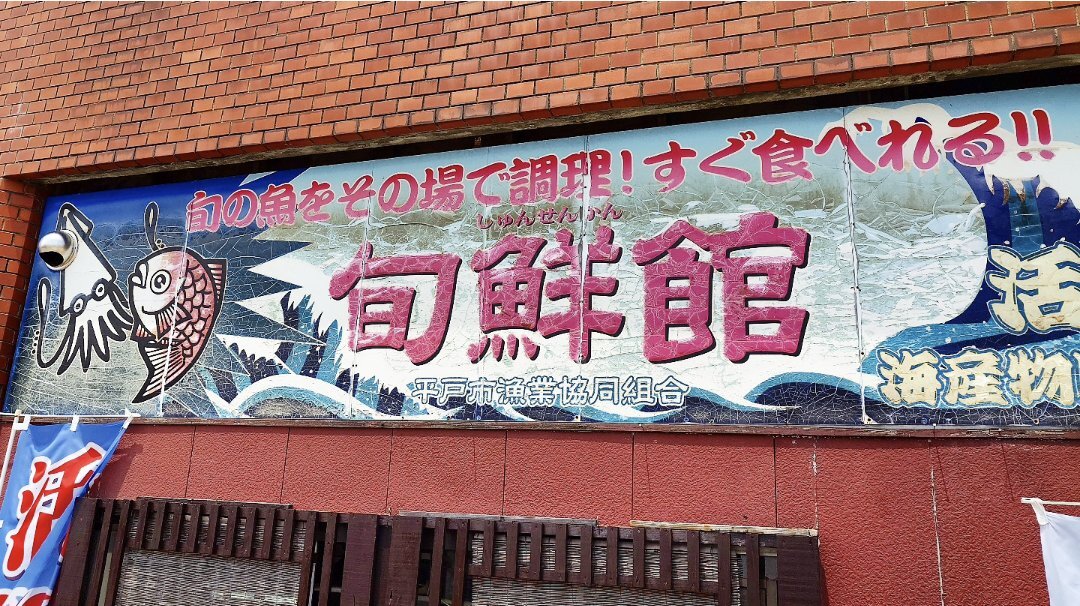 旬の魚をその場で調理!すぐ食べれる!!
しゅんせんかん
旬鮮館
平戸市漁業協同組合
活
海産物
活